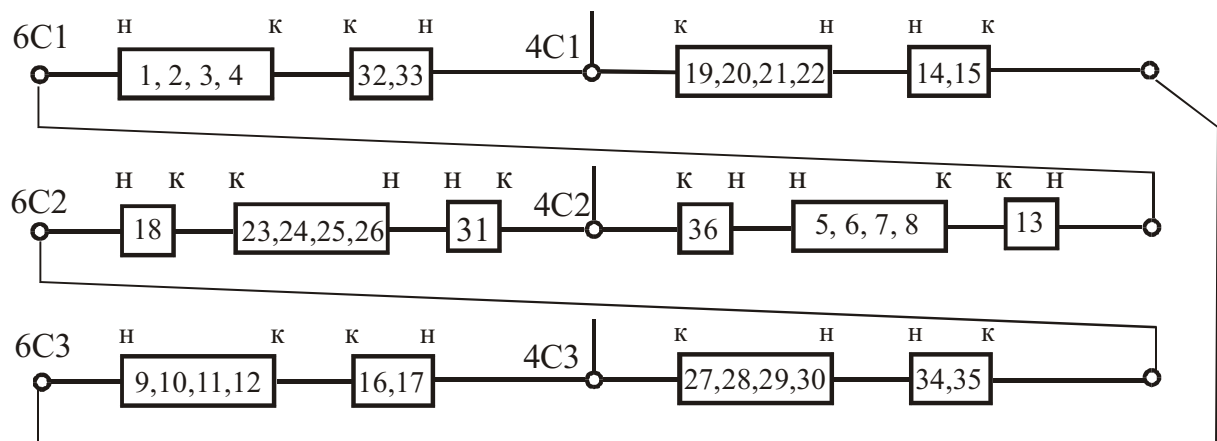 н к к н к н н к
6С1 4С1
1, 2, 3, 4 32,33 19,20,21,22 14,15
н к к н н к к н н к к н
6С2 4С2
18 23,24,25,26 31 36 5, 6, 7, 8 13
н к к н к н н к
6С3 4С3
9,10,11,12 16,17 27,28,29,30 34,35